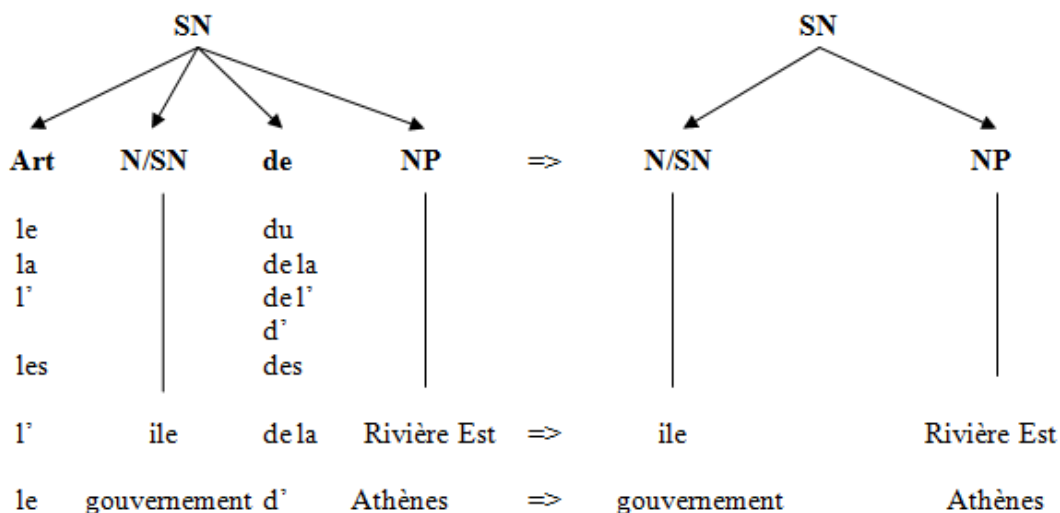 SN SN
Art N/SN de NP => N/SN NP
le du
la de la
l’ de l’
d’
les des
l’ ile de la Rivière Est => ile Rivière Est
le gouvernement d’ Athènes => gouvernement Athènes